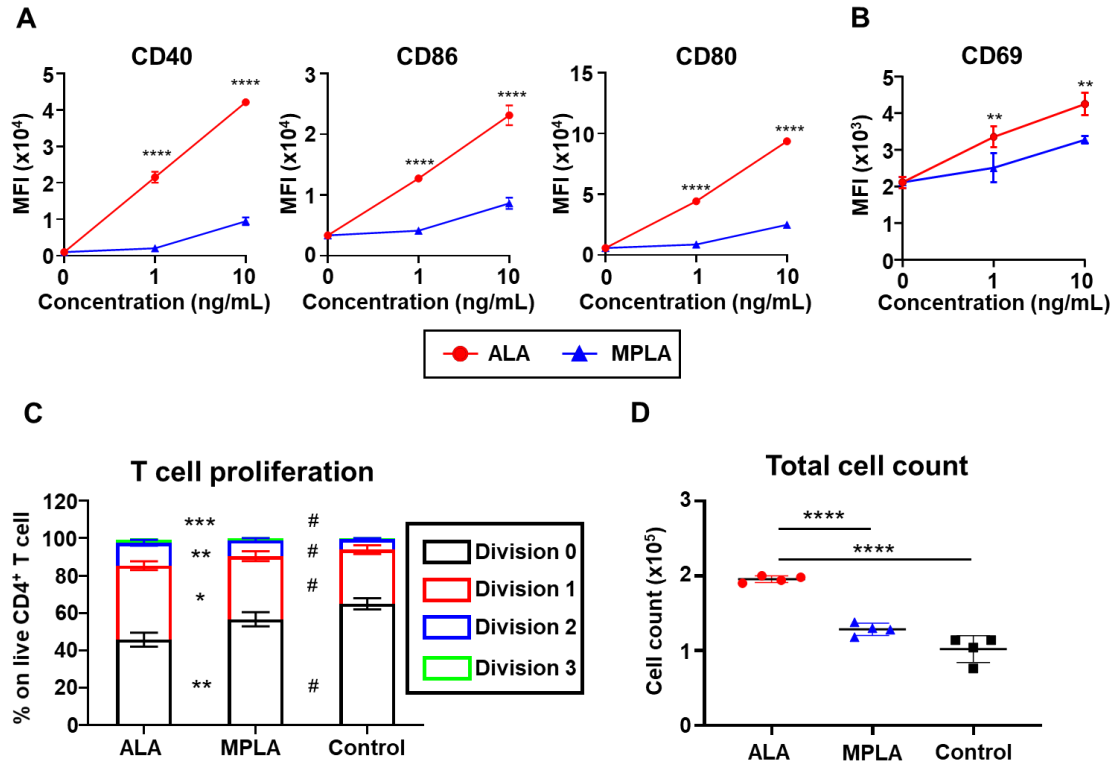 A
B
CD40
CD86
CD80
CD69
MFI (x10⁴)
5
4
3
2
1
0
****
****
0 1 10
Concentration (ng/mL)
MFI (x10⁴)
3
2
1
0
****
****
0 1 10
Concentration (ng/mL)
MFI (x10⁴)
15
10
5
0
****
****
0 1 10
Concentration (ng/mL)
MFI (x10³)
5
4
3
2
1
0
**
**
0 1 10
Concentration (ng/mL)
ALA MPLA
C
T cell proliferation
% on live CD4⁺ T cell
120
100
80
60
40
20
0
***
**
*
**
#
#
#
#
ALA MPLA Control
Division 0
Division 1
Division 2
Division 3
D
Total cell count
Cell count (x10⁵)
3
2
1
0
****
****
ALA MPLA Control